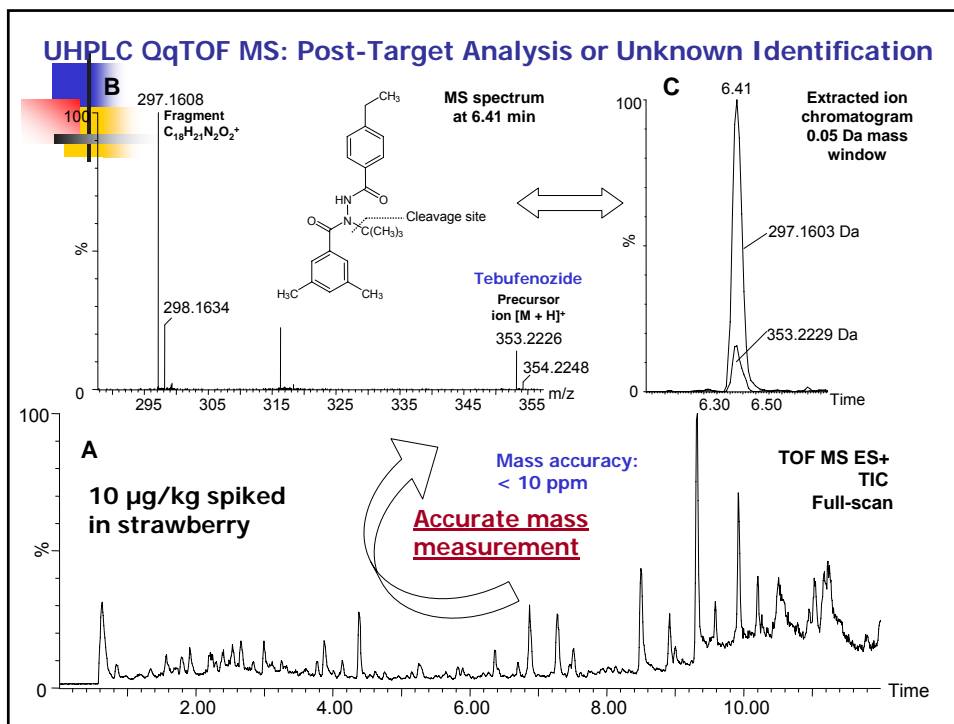 UHPLC QqTOF MS: Post-Target Analysis or Unknown Identification
B
297.1608
100
Fragment
C₁₈H₂₁N₂O₂⁺
298.1634
%
0
295
305
315
325
335
345
355
m/z
CH₃
MS spectrum
at 6.41 min
NH
O
O
N
C(CH₃)₃
Cleavage site
H₃C
CH₃
Tebufenozide
Precursor
ion [M + H]⁺
353.2226
354.2248
C
6.41
100
Extracted ion
chromatogram
0.05 Da mass
window
%
297.1603 Da
353.2229 Da
0
6.30
6.50
Time
100
A
10 µg/kg spiked
in strawberry
Mass accuracy:
< 10 ppm
Accurate mass
measurement
TOF MS ES+
TIC
Full-scan
%
0
2.00
4.00
6.00
8.00
10.00
Time